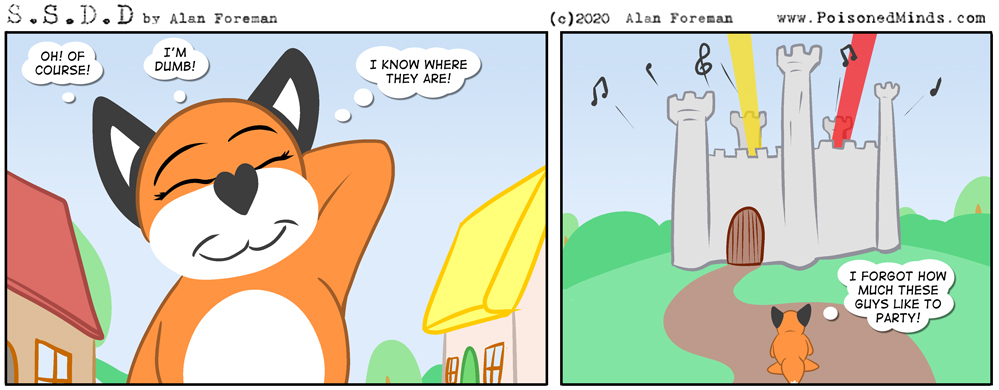 S.S.D.D by Alan Foreman
(c)2020 Alan Foreman www.PoisonedMinds.com
OH! OF
COURSE!
I'M
DUMB!
I KNOW WHERE
THEY ARE!
I FORGOT HOW
MUCH THESE
GUYS LIKE TO
PARTY!